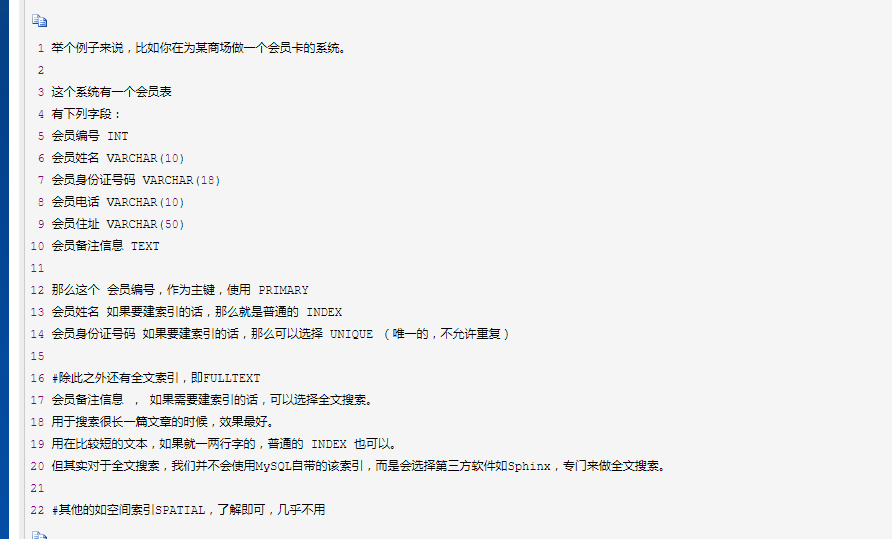 1 举个例子来说，比如你在为某商场做一个会员卡的系统。
2
3 这个系统有一个会员表
4 有下列字段：
5 会员编号 INT
6 会员姓名 VARCHAR(10)
7 会员身份证号码 VARCHAR(18)
8 会员电话 VARCHAR(10)
9 会员住址 VARCHAR(50)
10 会员备注信息 TEXT
11
12 那么这个 会员编号，作为主键，使用 PRIMARY
13 会员姓名 如果要建索引的话，那么就是普通的 INDEX
14 会员身份证号码 如果要建索引的话，那么可以选择 UNIQUE （唯一的，不允许重复）
15
16 #除此之外还有全文索引，即FULLTEXT
17 会员备注信息 ， 如果需要建索引的话，可以选择全文搜索。
18 用于搜索很长一篇文章的时候，效果最好。
19 用在比较短的文本，如果就一两行字的，普通的 INDEX 也可以。
20 但其实对于全文搜索，我们并不会使用MySQL自带的该索引，而是会选择第三方软件如Sphinx，专门来做全文搜索。
21
22 #其他的如空间索引SPATIAL，了解即可，几乎不用